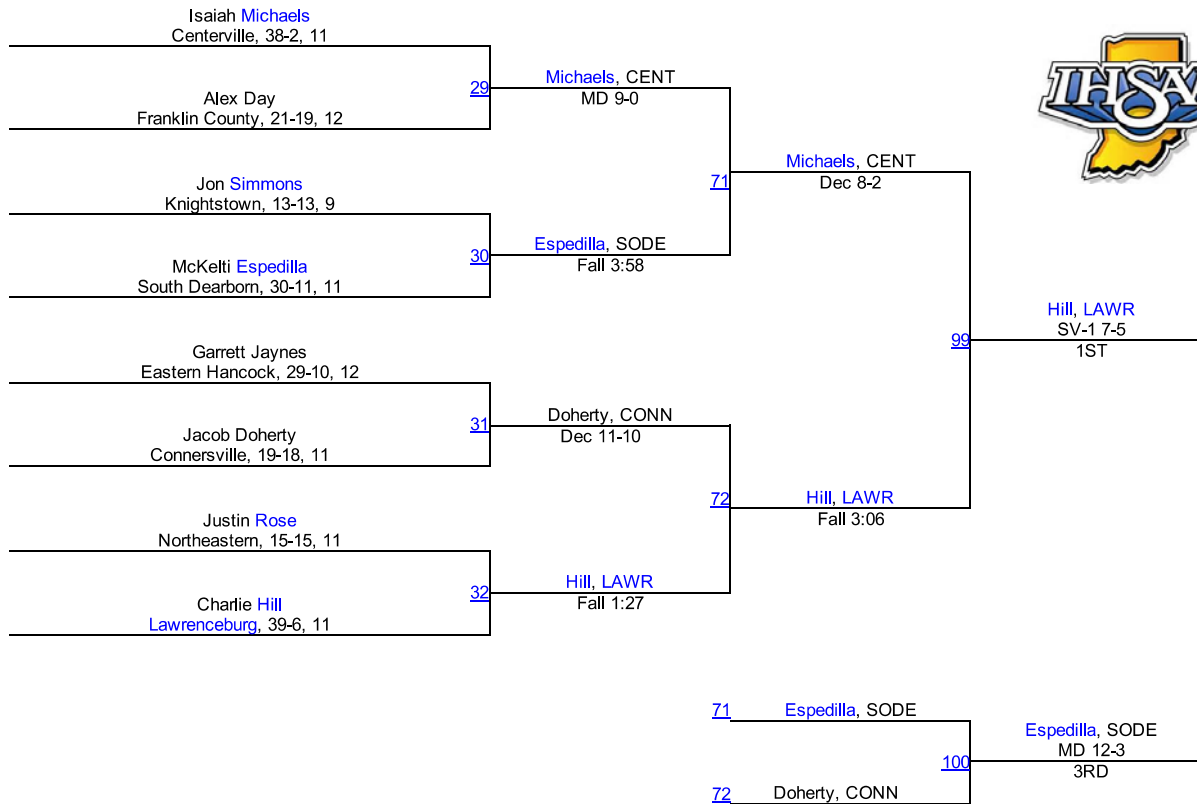 Isaiah Michaels
Centerville, 38-2, 11
29
Michaels, CENT
MD 9-0
Alex Day
Franklin County, 21-19, 12
71
Michaels, CENT
Dec 8-2
Jon Simmons
Knightstown, 13-13, 9
30
Espedilla, SODE
Fall 3:58
McKelti Espedilla
South Dearborn, 30-11, 11
99
Hill, LAWR
SV-1 7-5
1ST
Garrett Jaynes
Eastern Hancock, 29-10, 12
31
Doherty, CONN
Dec 11-10
Jacob Doherty
Connersville, 19-18, 11
72
Hill, LAWR
Fall 3:06
Justin Rose
Northeastern, 15-15, 11
32
Hill, LAWR
Fall 1:27
Charlie Hill
Lawrenceburg, 39-6, 11
71
Espedilla, SODE
100
Espedilla, SODE
MD 12-3
3RD
72
Doherty, CONN
IHSAA